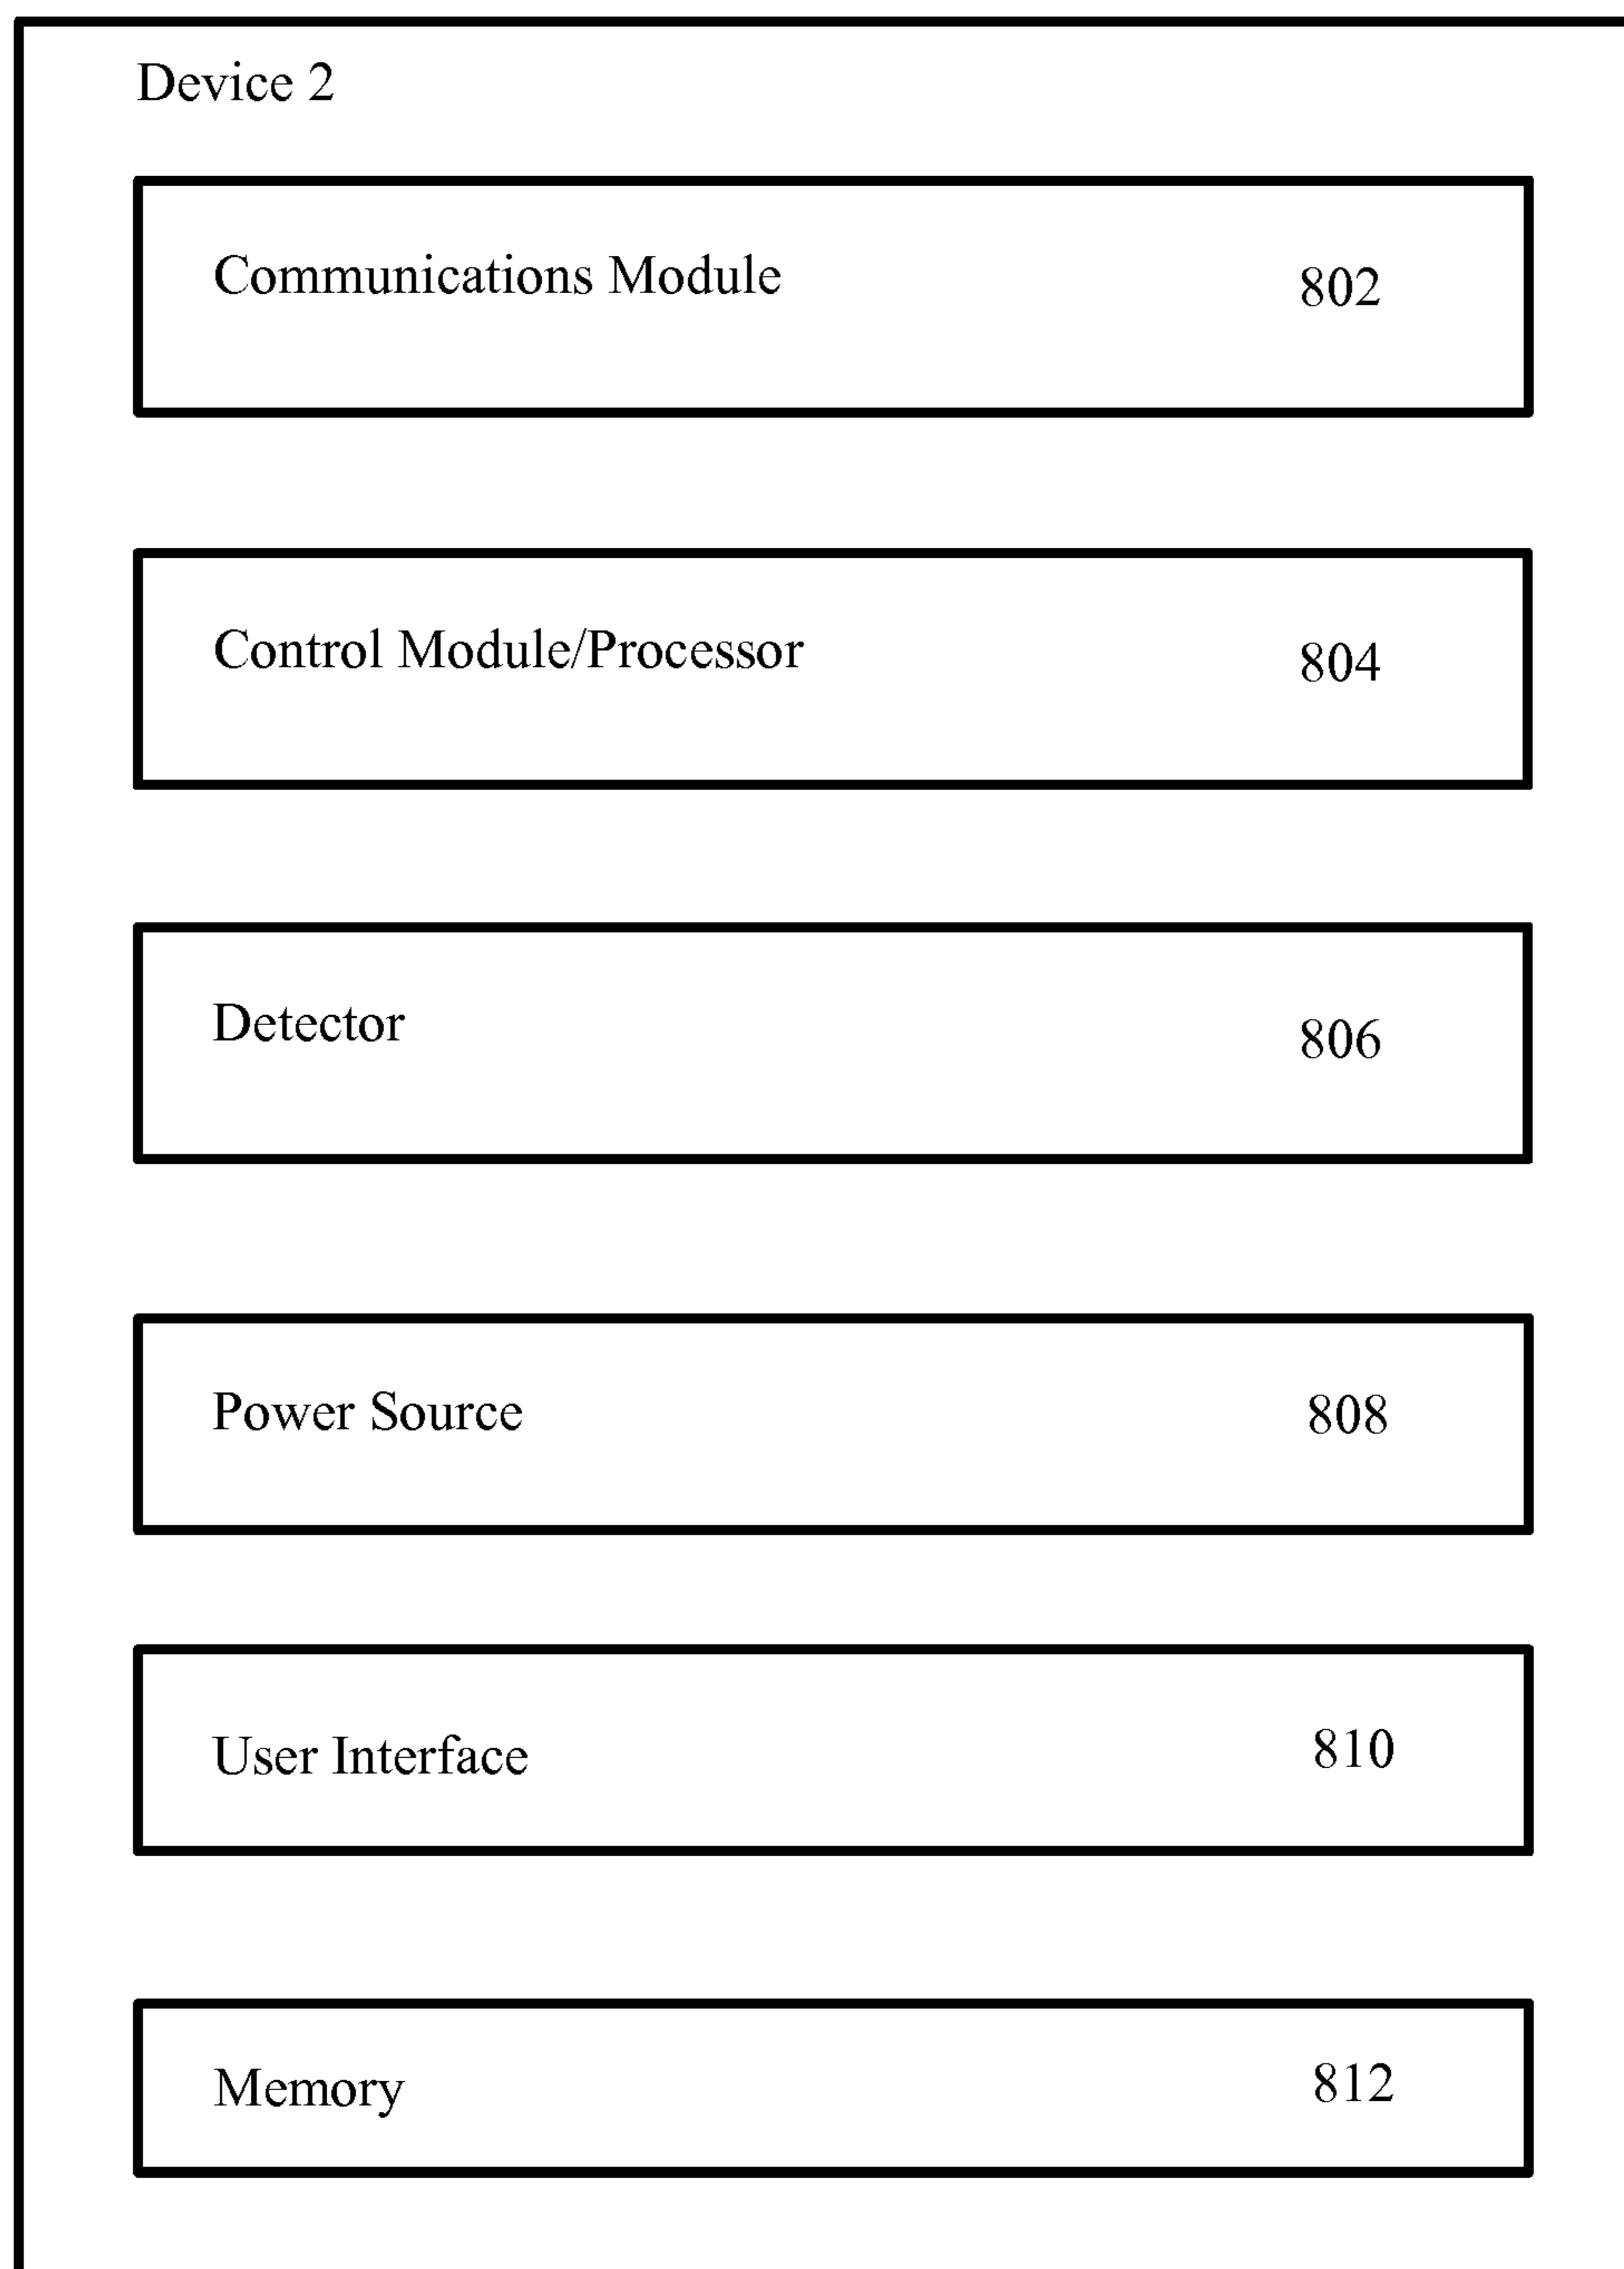 Device 2
Communications Module 802
Control Module/Processor 804
Detector 806
Power Source 808
User Interface 810
Memory 812